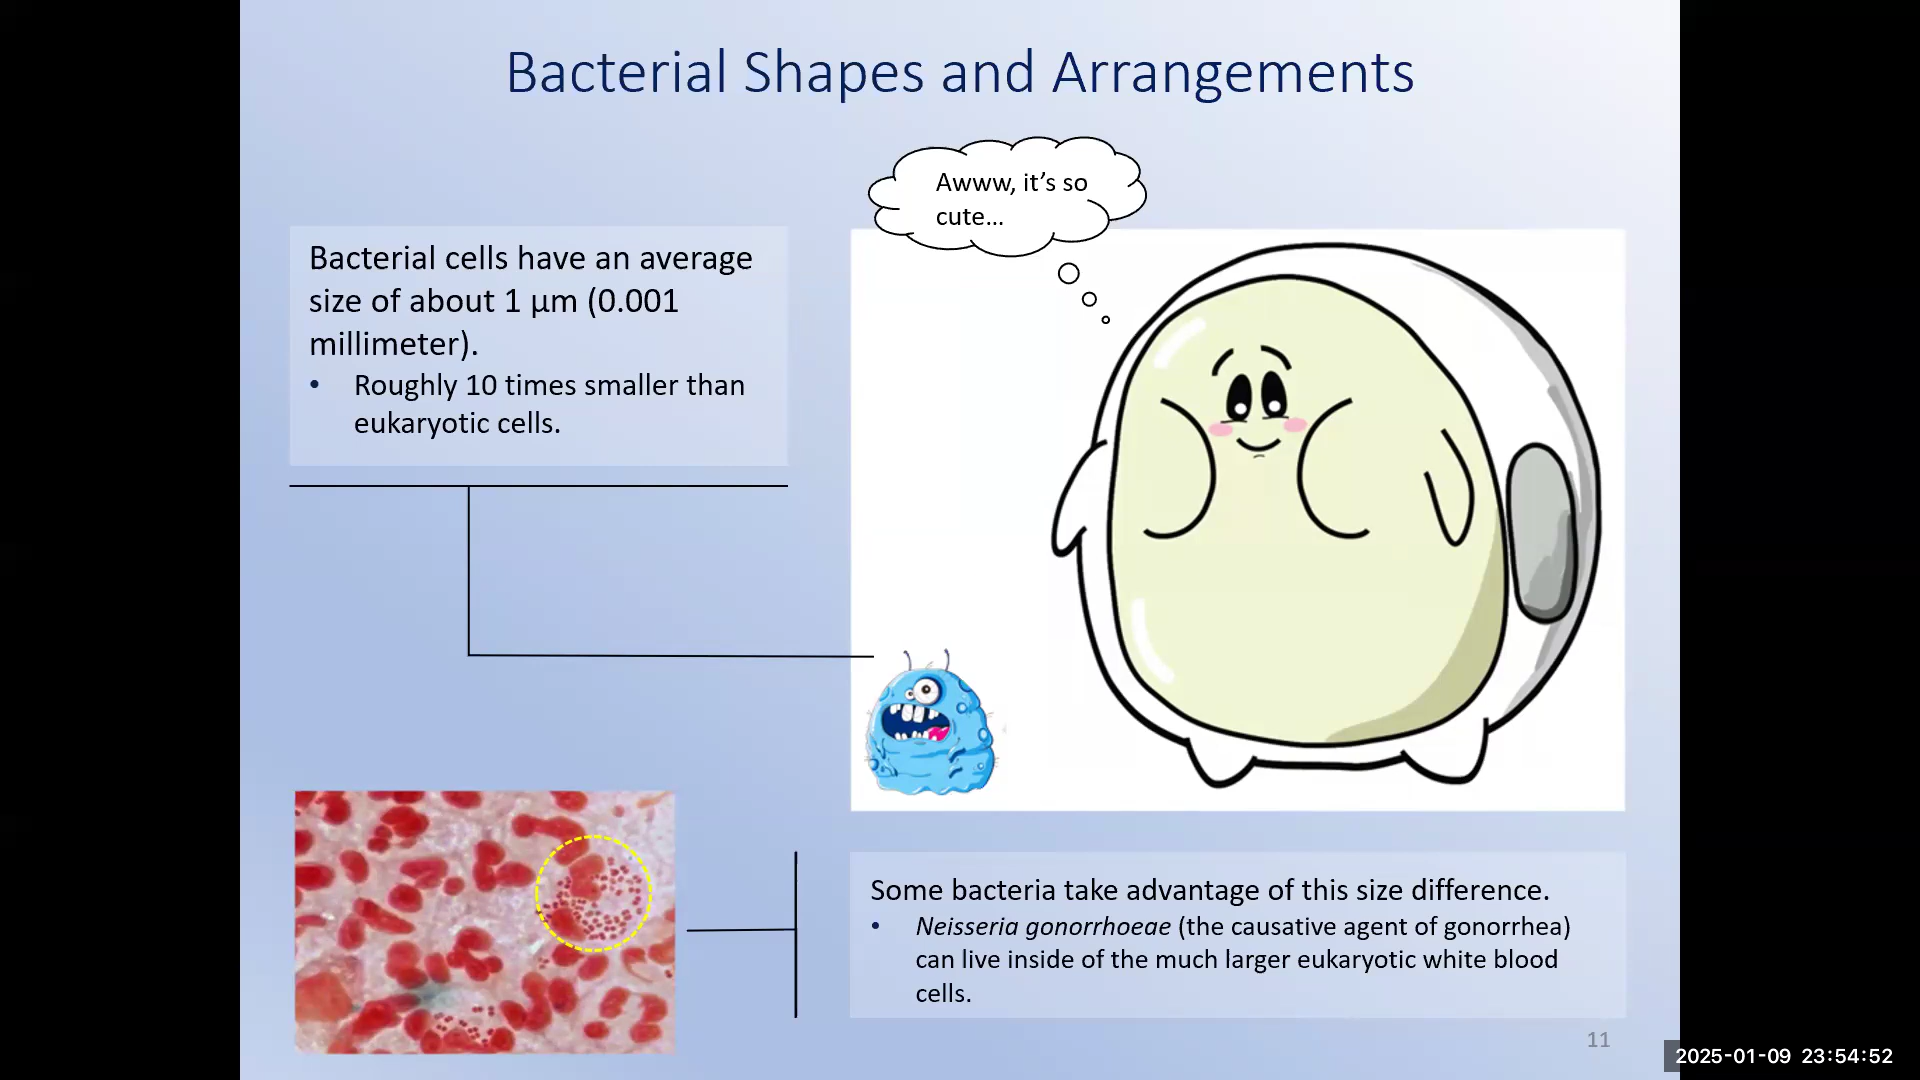 Bacterial Shapes and Arrangements
Awww, it’s so
cute…
Bacterial cells have an average
size of about 1 µm (0.001
millimeter).
• Roughly 10 times smaller than
eukaryotic cells.
Some bacteria take advantage of this size difference.
• Neisseria gonorrhoeae (the causative agent of gonorrhea)
can live inside of the much larger eukaryotic white blood
cells.
11
2025-01-09 23:54:52